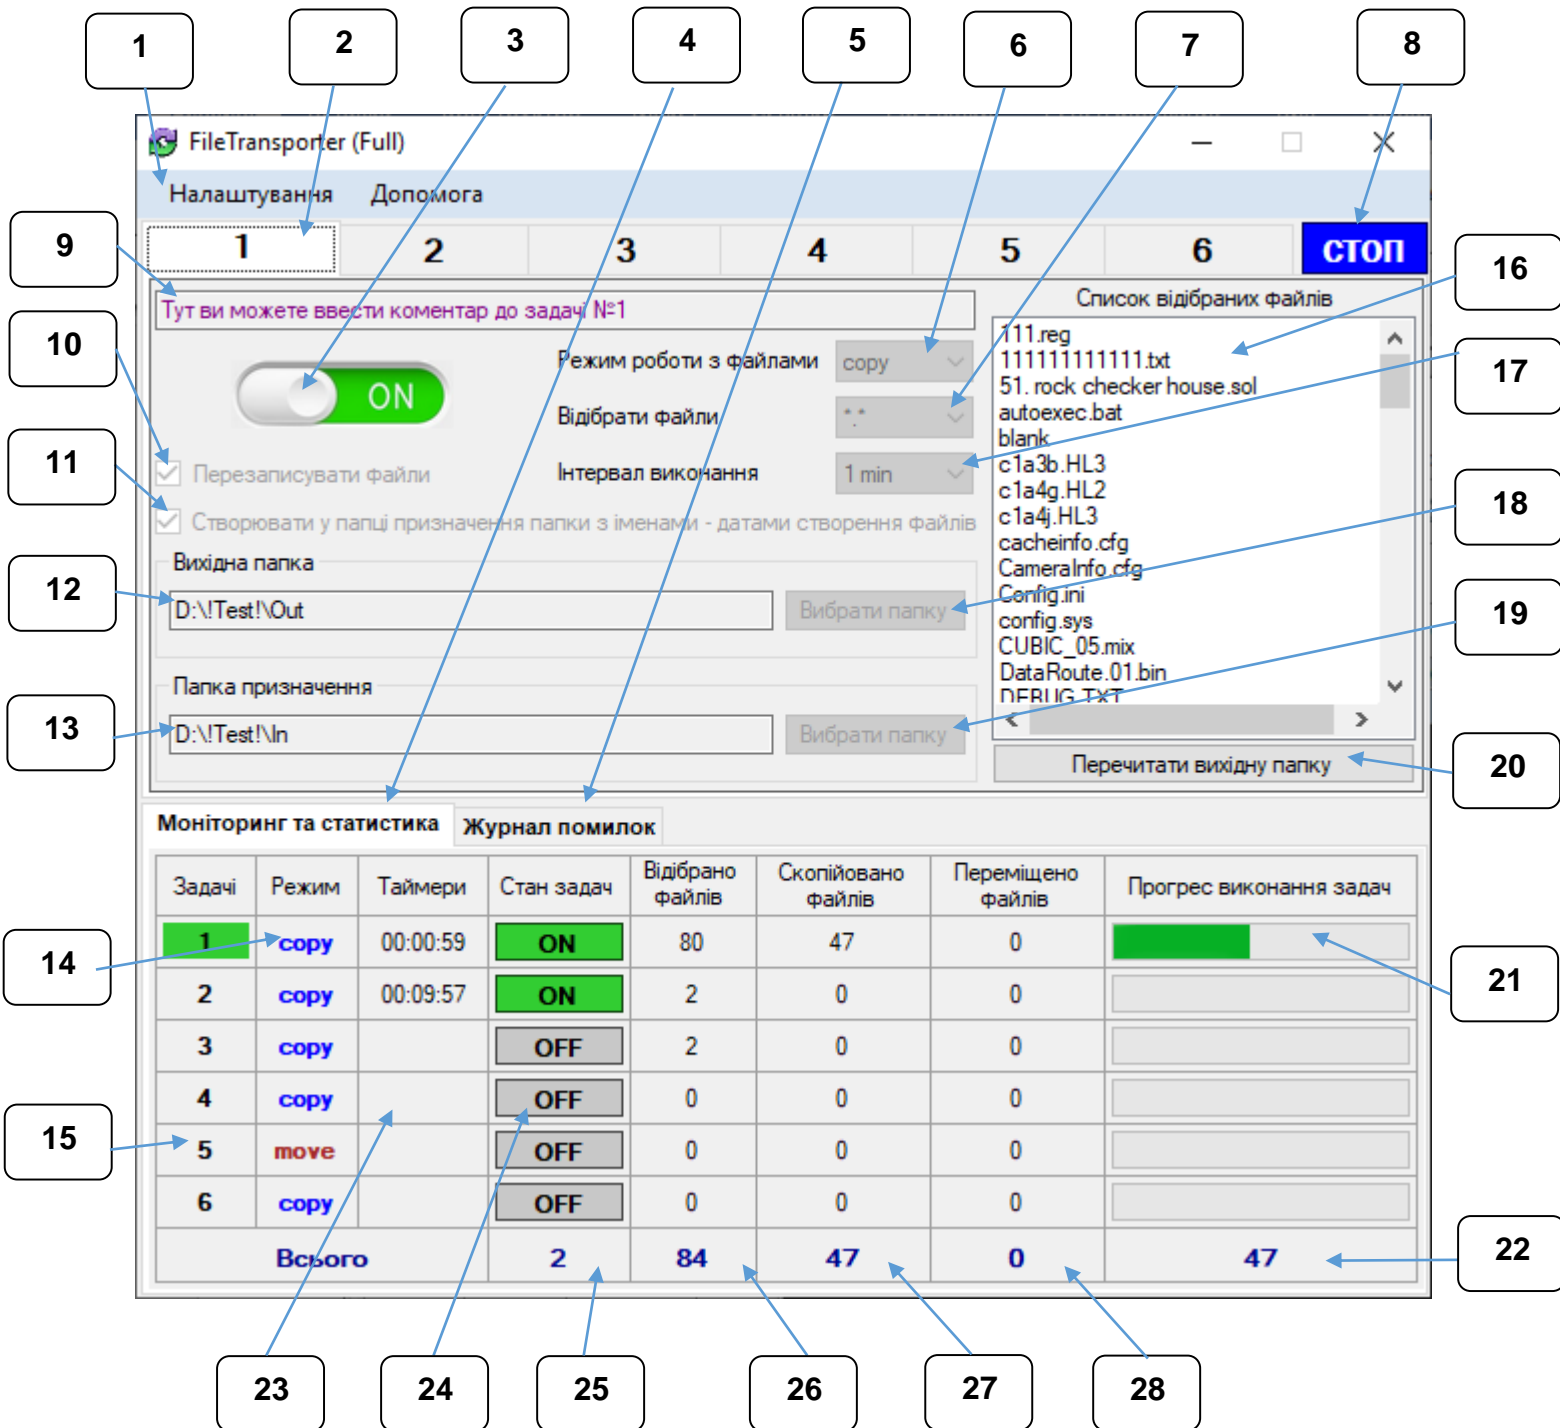 1 2 3 4 5 6 7 8
FileTransporter (Full)
Налаштування Допомога
1 2 3 4 5 6 СТОП
9
Тут ви можете ввести коментар до задачі №1
Список відібраних файлів
16
10
Режим роботи з файлами copy
17
ON
Відібрати файли *.*
11
Перезаписувати файли
Інтервал виконання 1 min
18
Створювати у папці призначення папки з іменами - датами створення файлів
12
Вихідна папка
D:\!Test!\Out Вибрати папку
19
13
Папка призначення
D:\!Test!\In Вибрати папку
111.reg
111111111111.txt
51. rock checker house.sol
autoexec.bat
blank
c1a3b.HL3
c1a4g.HL2
c1a4j.HL3
cacheinfo.cfg
CameraInfo.cfg
Config.ini
config.sys
CUBIC_05.mix
DataRoute.01.bin
DEBUG.TXT
Перечитати вихідну папку
20
Моніторинг та статистика Журнал помилок
Задачі Режим Таймери Стан задач Відібрано файлів Скопійовано файлів Переміщено файлів Прогрес виконання задач
14
1 copy 00:00:59 ON 80 47 0
21
2 copy 00:09:57 ON 2 0 0
3 copy OFF 2 0 0
4 copy OFF 0 0 0
15
5 move OFF 0 0 0
6 copy OFF 0 0 0
Всього 2 84 47 0 47
22
23 24 25 26 27 28